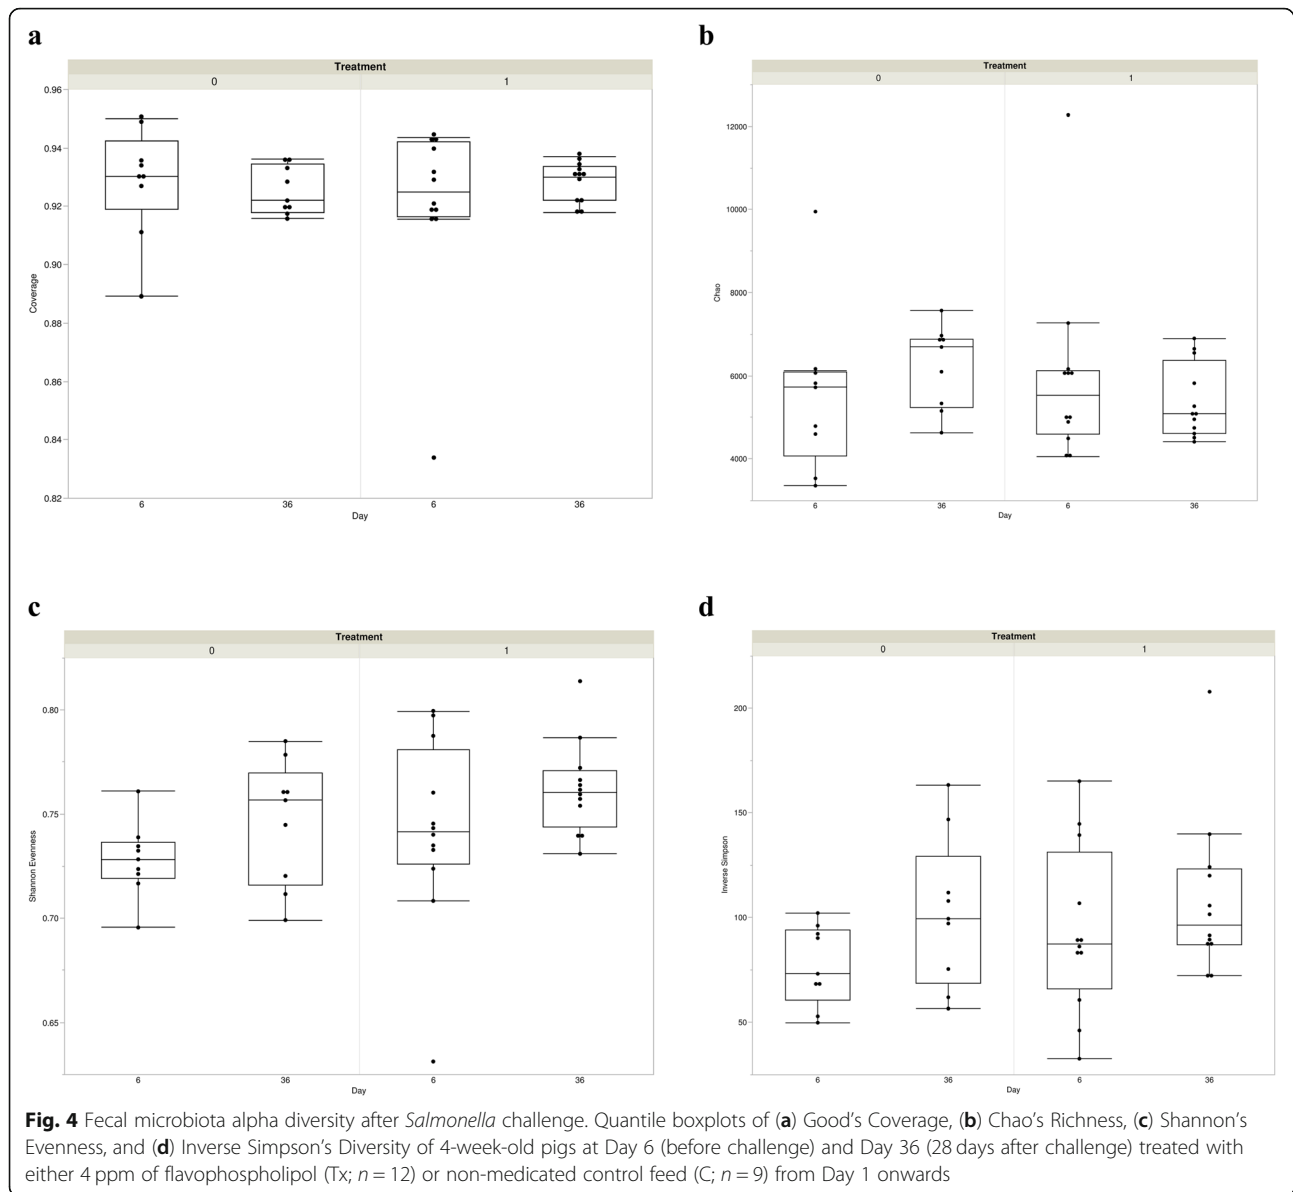 a
Treatment
0 1
0.96
0.94
0.92
0.90
0.88
0.86
0.84
0.82
Coverage
6 36 6 36
Day
b
Treatment
0 1
12000
10000
8000
6000
4000
Chao
6 36 6 36
Day
c
Treatment
0 1
0.80
0.75
0.70
0.65
Shannon Evenness
6 36 6 36
Day
d
Treatment
0 1
200
150
100
50
Inverse Simpson
6 36 6 36
Day
Fig. 4 Fecal microbiota alpha diversity after Salmonella challenge. Quantile boxplots of (a) Good's Coverage, (b) Chao's Richness, (c) Shannon's
Evenness, and (d) Inverse Simpson's Diversity of 4-week-old pigs at Day 6 (before challenge) and Day 36 (28 days after challenge) treated with
either 4 ppm of flavophospholipol (Tx; n = 12) or non-medicated control feed (C; n = 9) from Day 1 onwards